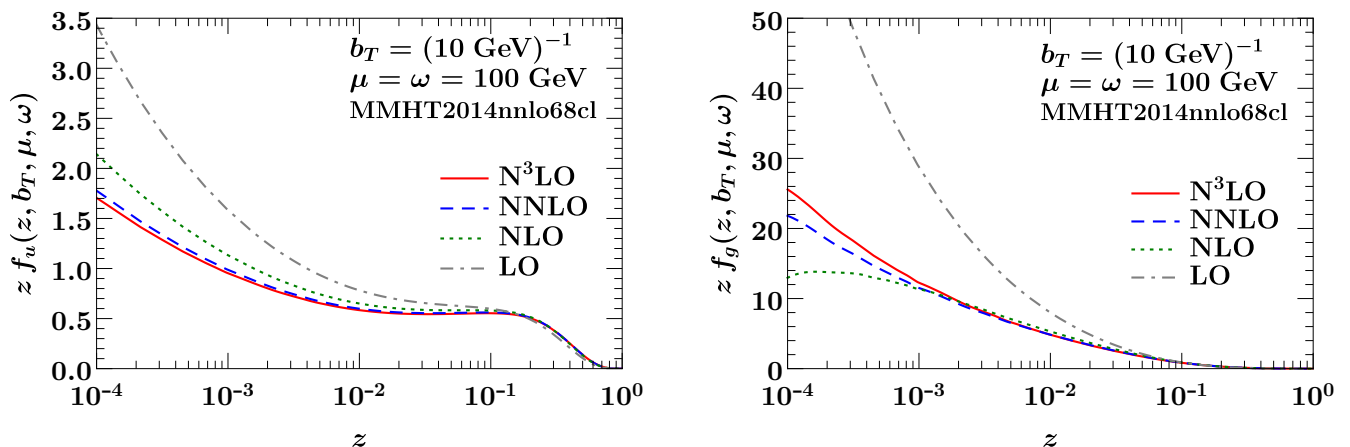 3.5
3.0
2.5
2.0
1.5
1.0
0.5
0.0
z f_u(z, b_T, μ, ω)
b_T = (10 GeV)^−1
μ = ω = 100 GeV
MMHT2014nnlo68cl
N^3LO
NNLO
NLO
LO
10^−4 10^−3 10^−2 10^−1 10^0
z
50
40
30
20
10
0
z f_g(z, b_T, μ, ω)
b_T = (10 GeV)^−1
μ = ω = 100 GeV
MMHT2014nnlo68cl
N^3LO
NNLO
NLO
LO
10^−4 10^−3 10^−2 10^−1 10^0
z